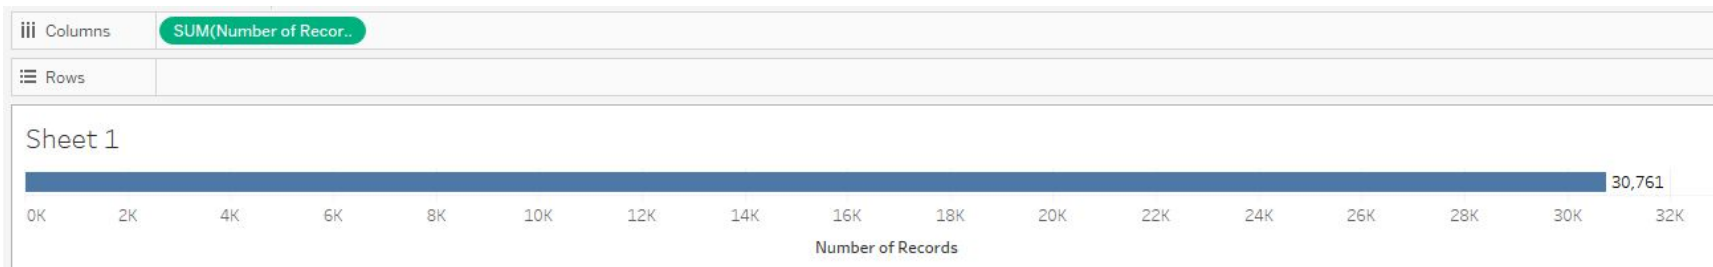 Columns SUM(Number of Recor..
Rows
Sheet 1
30,761
0K 2K 4K 6K 8K 10K 12K 14K 16K 18K 20K 22K 24K 26K 28K 30K 32K
Number of Records